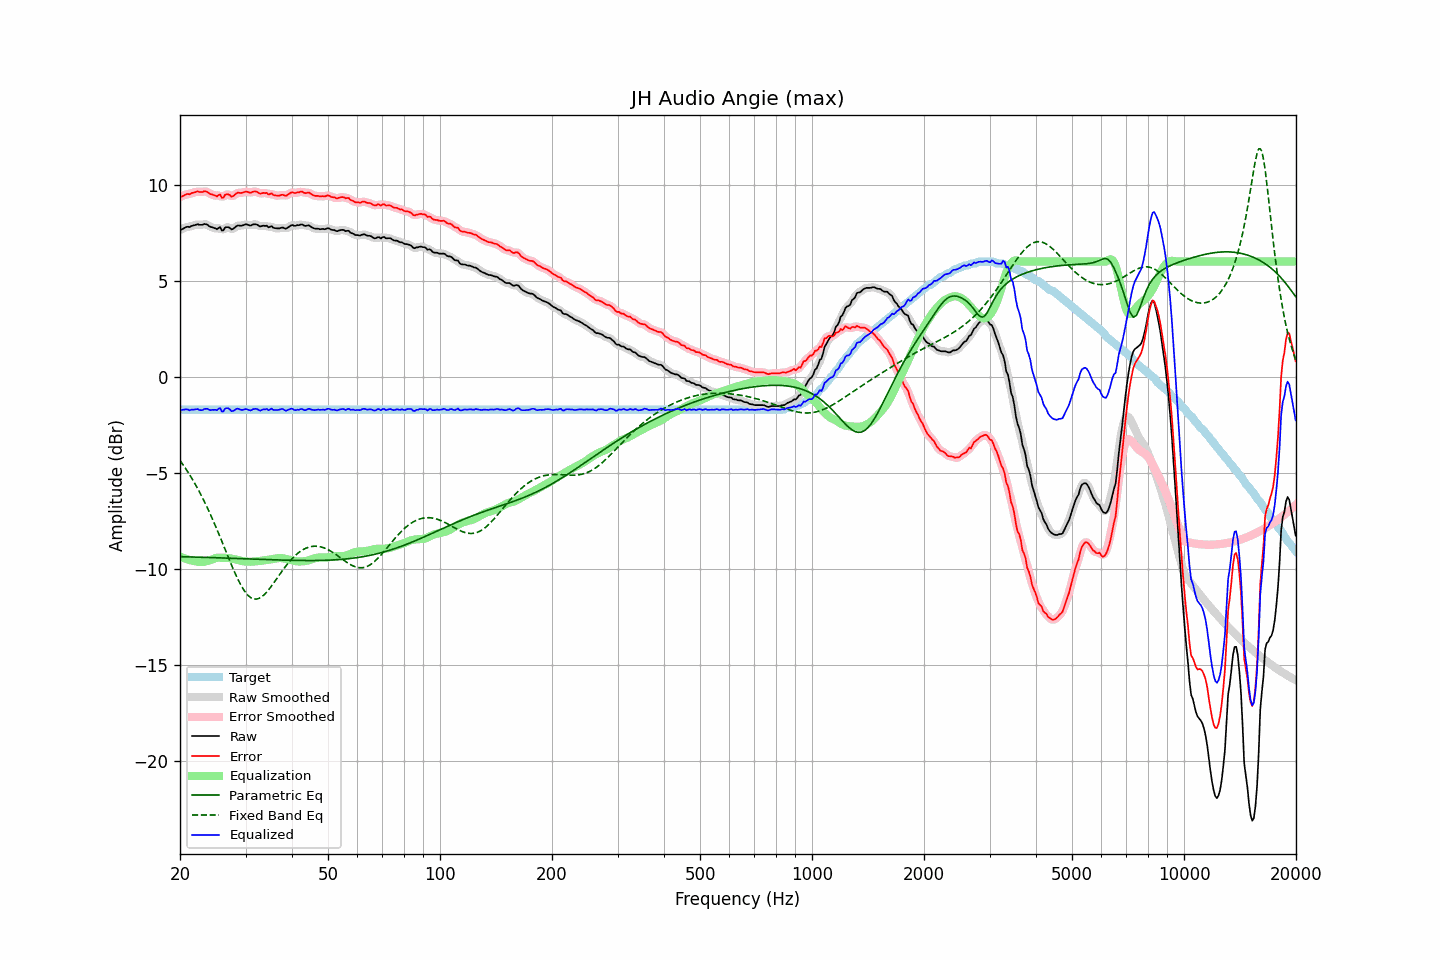 JH Audio Angie (max)
Amplitude (dBr)
10
5
0
−5
−10
−15
−20
Target
Raw Smoothed
Error Smoothed
Raw
Error
Equalization
Parametric Eq
Fixed Band Eq
Equalized
20 50 100 200 500 1000 2000 5000 10000 20000
Frequency (Hz)